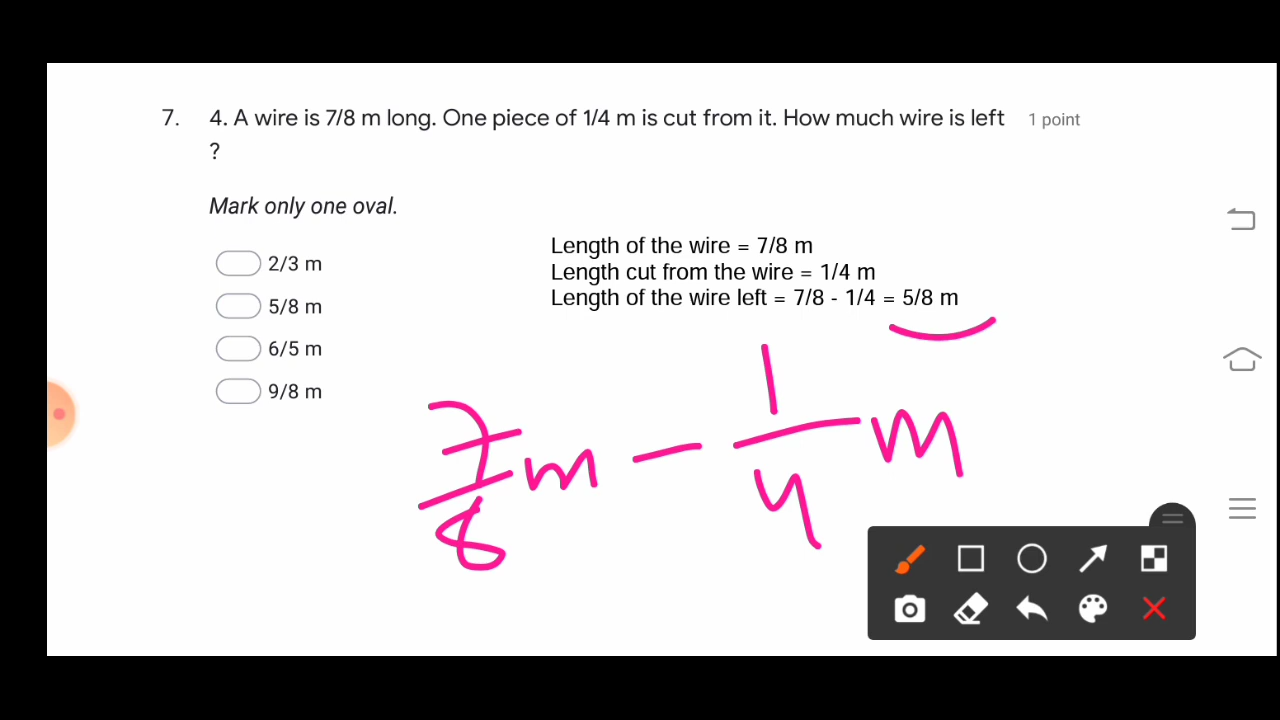 7. 4. A wire is 7/8 m long. One piece of 1/4 m is cut from it. How much wire is left 1 point
?
Mark only one oval.
2/3 m
5/8 m
6/5 m
9/8 m
Length of the wire = 7/8 m
Length cut from the wire = 1/4 m
Length of the wire left = 7/8 - 1/4 = 5/8 m
7/8 m - 1/4 m